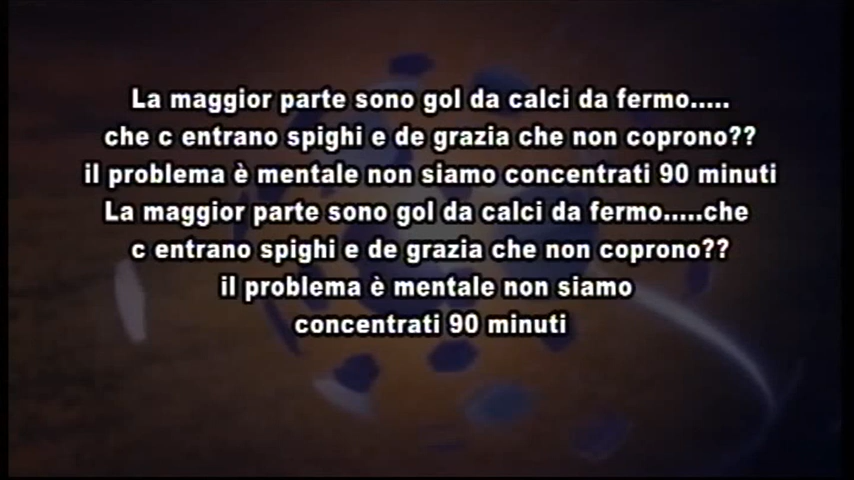 La maggior parte sono gol da calci da fermo.....
che c entrano spighi e de grazia che non coprono??
il problema è mentale non siamo concentrati 90 minuti
La maggior parte sono gol da calci da fermo.....che
c entrano spighi e de grazia che non coprono??
il problema è mentale non siamo
concentrati 90 minuti